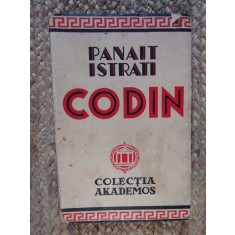 PANAIT
ISTRATI
CODIN
COLECȚIA
AKADEMOS